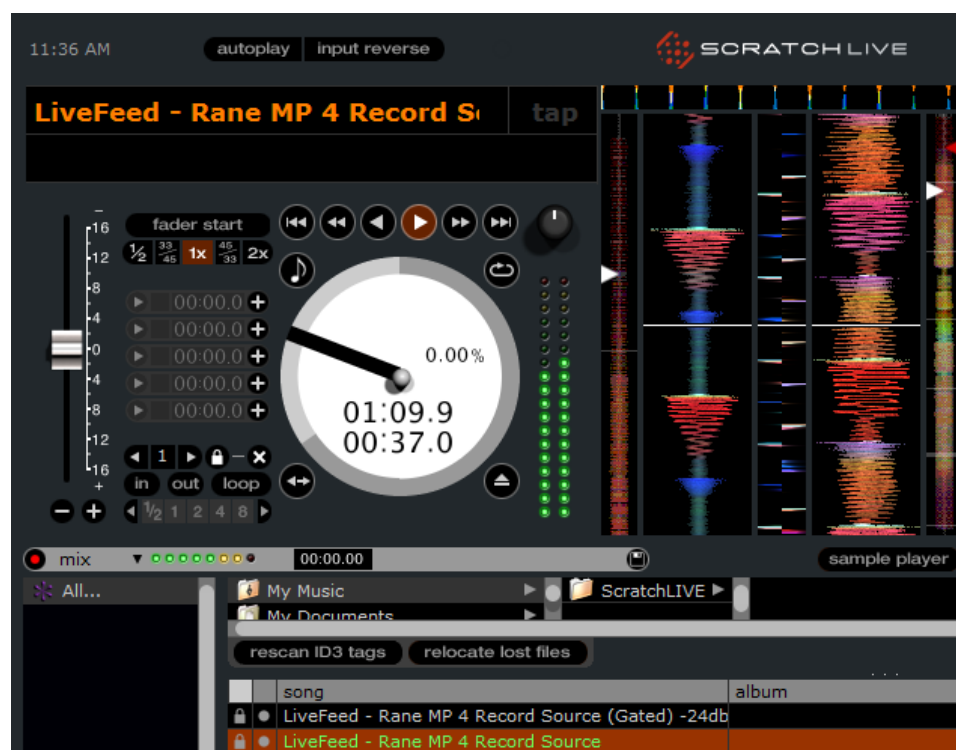 11:36 AM autoplay input reverse SCRATCH LIVE
LiveFeed - Rane MP 4 Record So tap
16 fader start
12 ½ 33/45 1x 45/33 2x
8 00:00.0
4 00:00.0
0 00:00.0 0.00%
4 00:00.0
8 00:00.0 01:09.9
12 00:37.0
16 1
in out loop
½ 1 2 4 8
mix 00:00.00 sample player
All... My Music ScratchLIVE
My Documents
rescan ID3 tags relocate lost files
song album
LiveFeed - Rane MP 4 Record Source (Gated) -24db
LiveFeed - Rane MP 4 Record Source